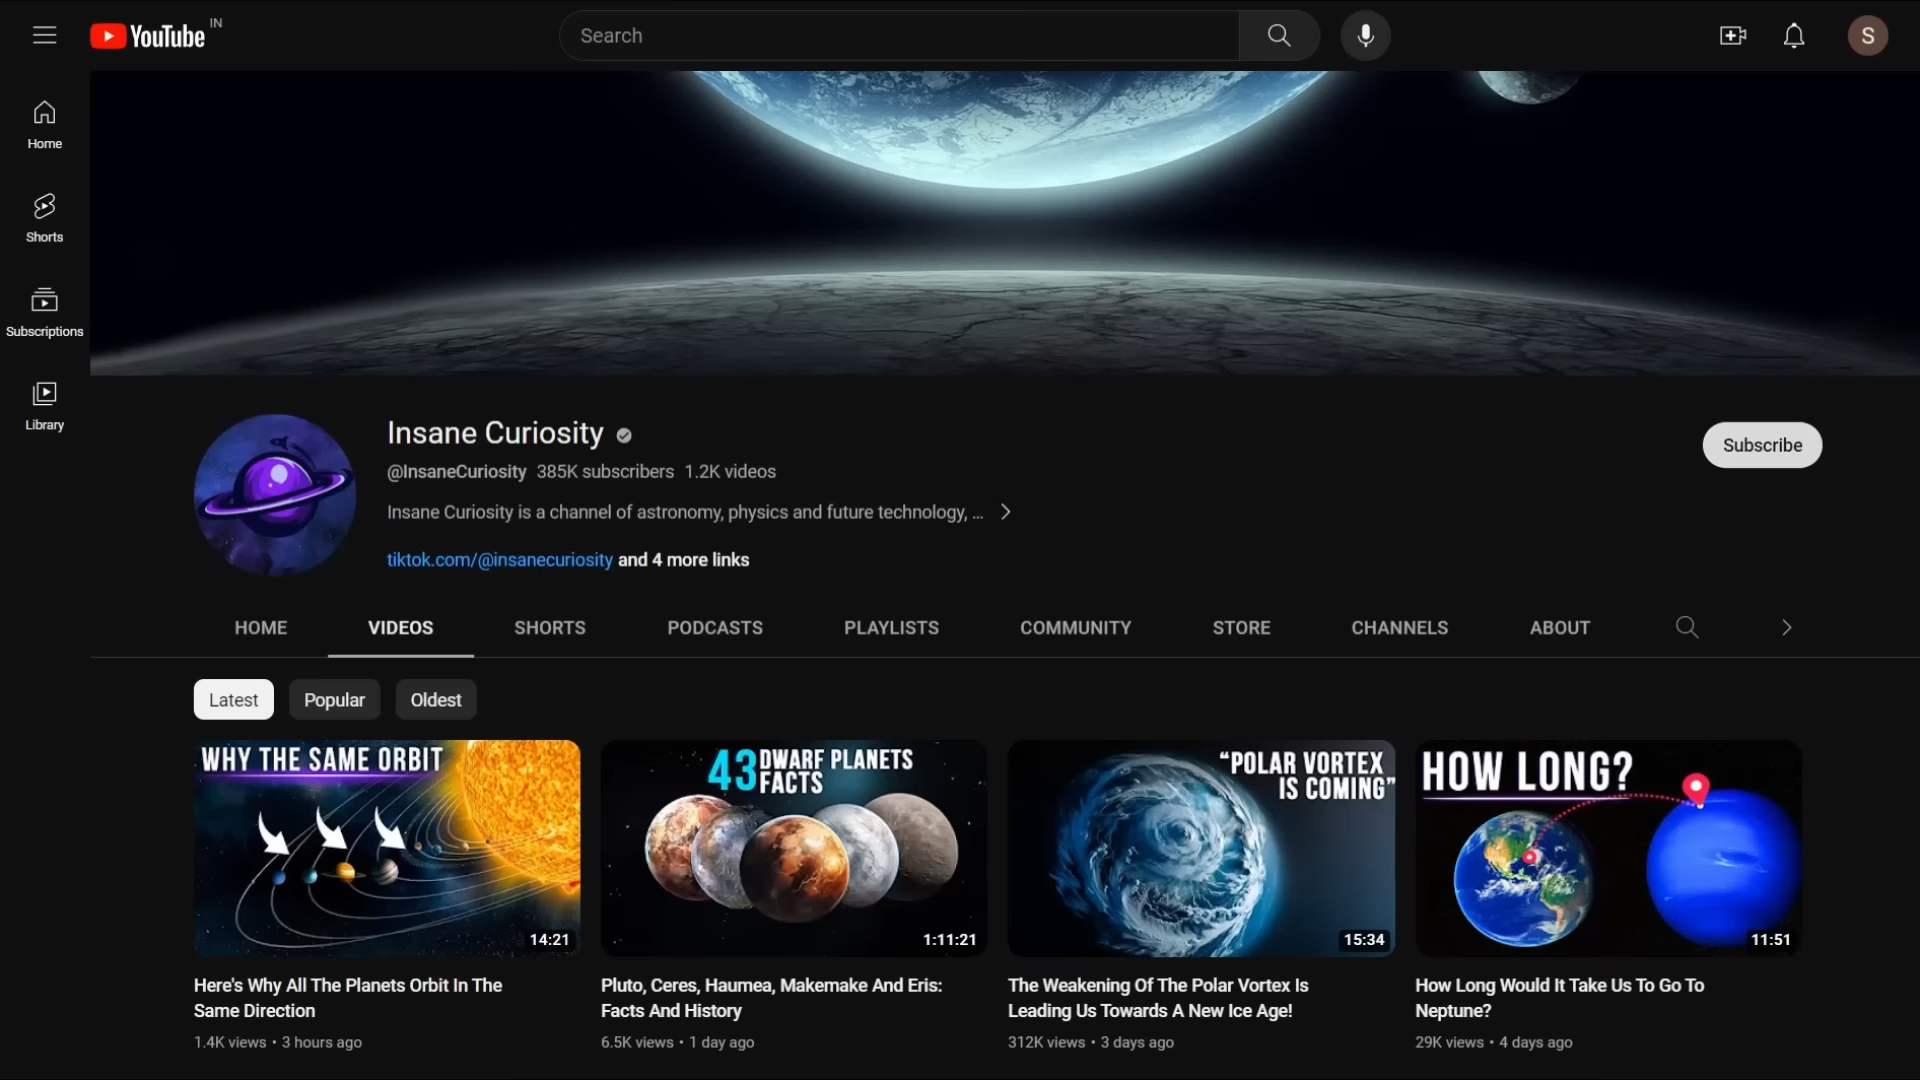 YouTube IN
Search
S
Home
Shorts
Subscriptions
Library
Insane Curiosity
@InsaneCuriosity 385K subscribers 1.2K videos
Insane Curiosity is a channel of astronomy, physics and future technology, ...
tiktok.com/@insanecuriosity and 4 more links
Subscribe
HOME VIDEOS SHORTS PODCASTS PLAYLISTS COMMUNITY STORE CHANNELS ABOUT
Latest Popular Oldest
WHY THE SAME ORBIT
14:21
Here's Why All The Planets Orbit In The
Same Direction
1.4K views • 3 hours ago
43 DWARF PLANETS
FACTS
1:11:21
Pluto, Ceres, Haumea, Makemake And Eris:
Facts And History
6.5K views • 1 day ago
“POLAR VORTEX
IS COMING”
15:34
The Weakening Of The Polar Vortex Is
Leading Us Towards A New Ice Age!
312K views • 3 days ago
HOW LONG?
11:51
How Long Would It Take Us To Go To
Neptune?
29K views • 4 days ago